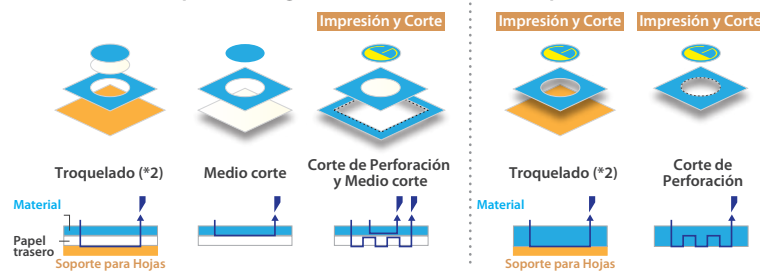 Impresión y Corte
Impresión y Corte
Impresión y Corte
Troquelado (*2)
Medio corte
Corte de Perforación
y Medio corte
Troquelado (*2)
Corte de
Perforación
Material
Papel
trasero
Soporte para Hojas
Material
Soporte para Hojas